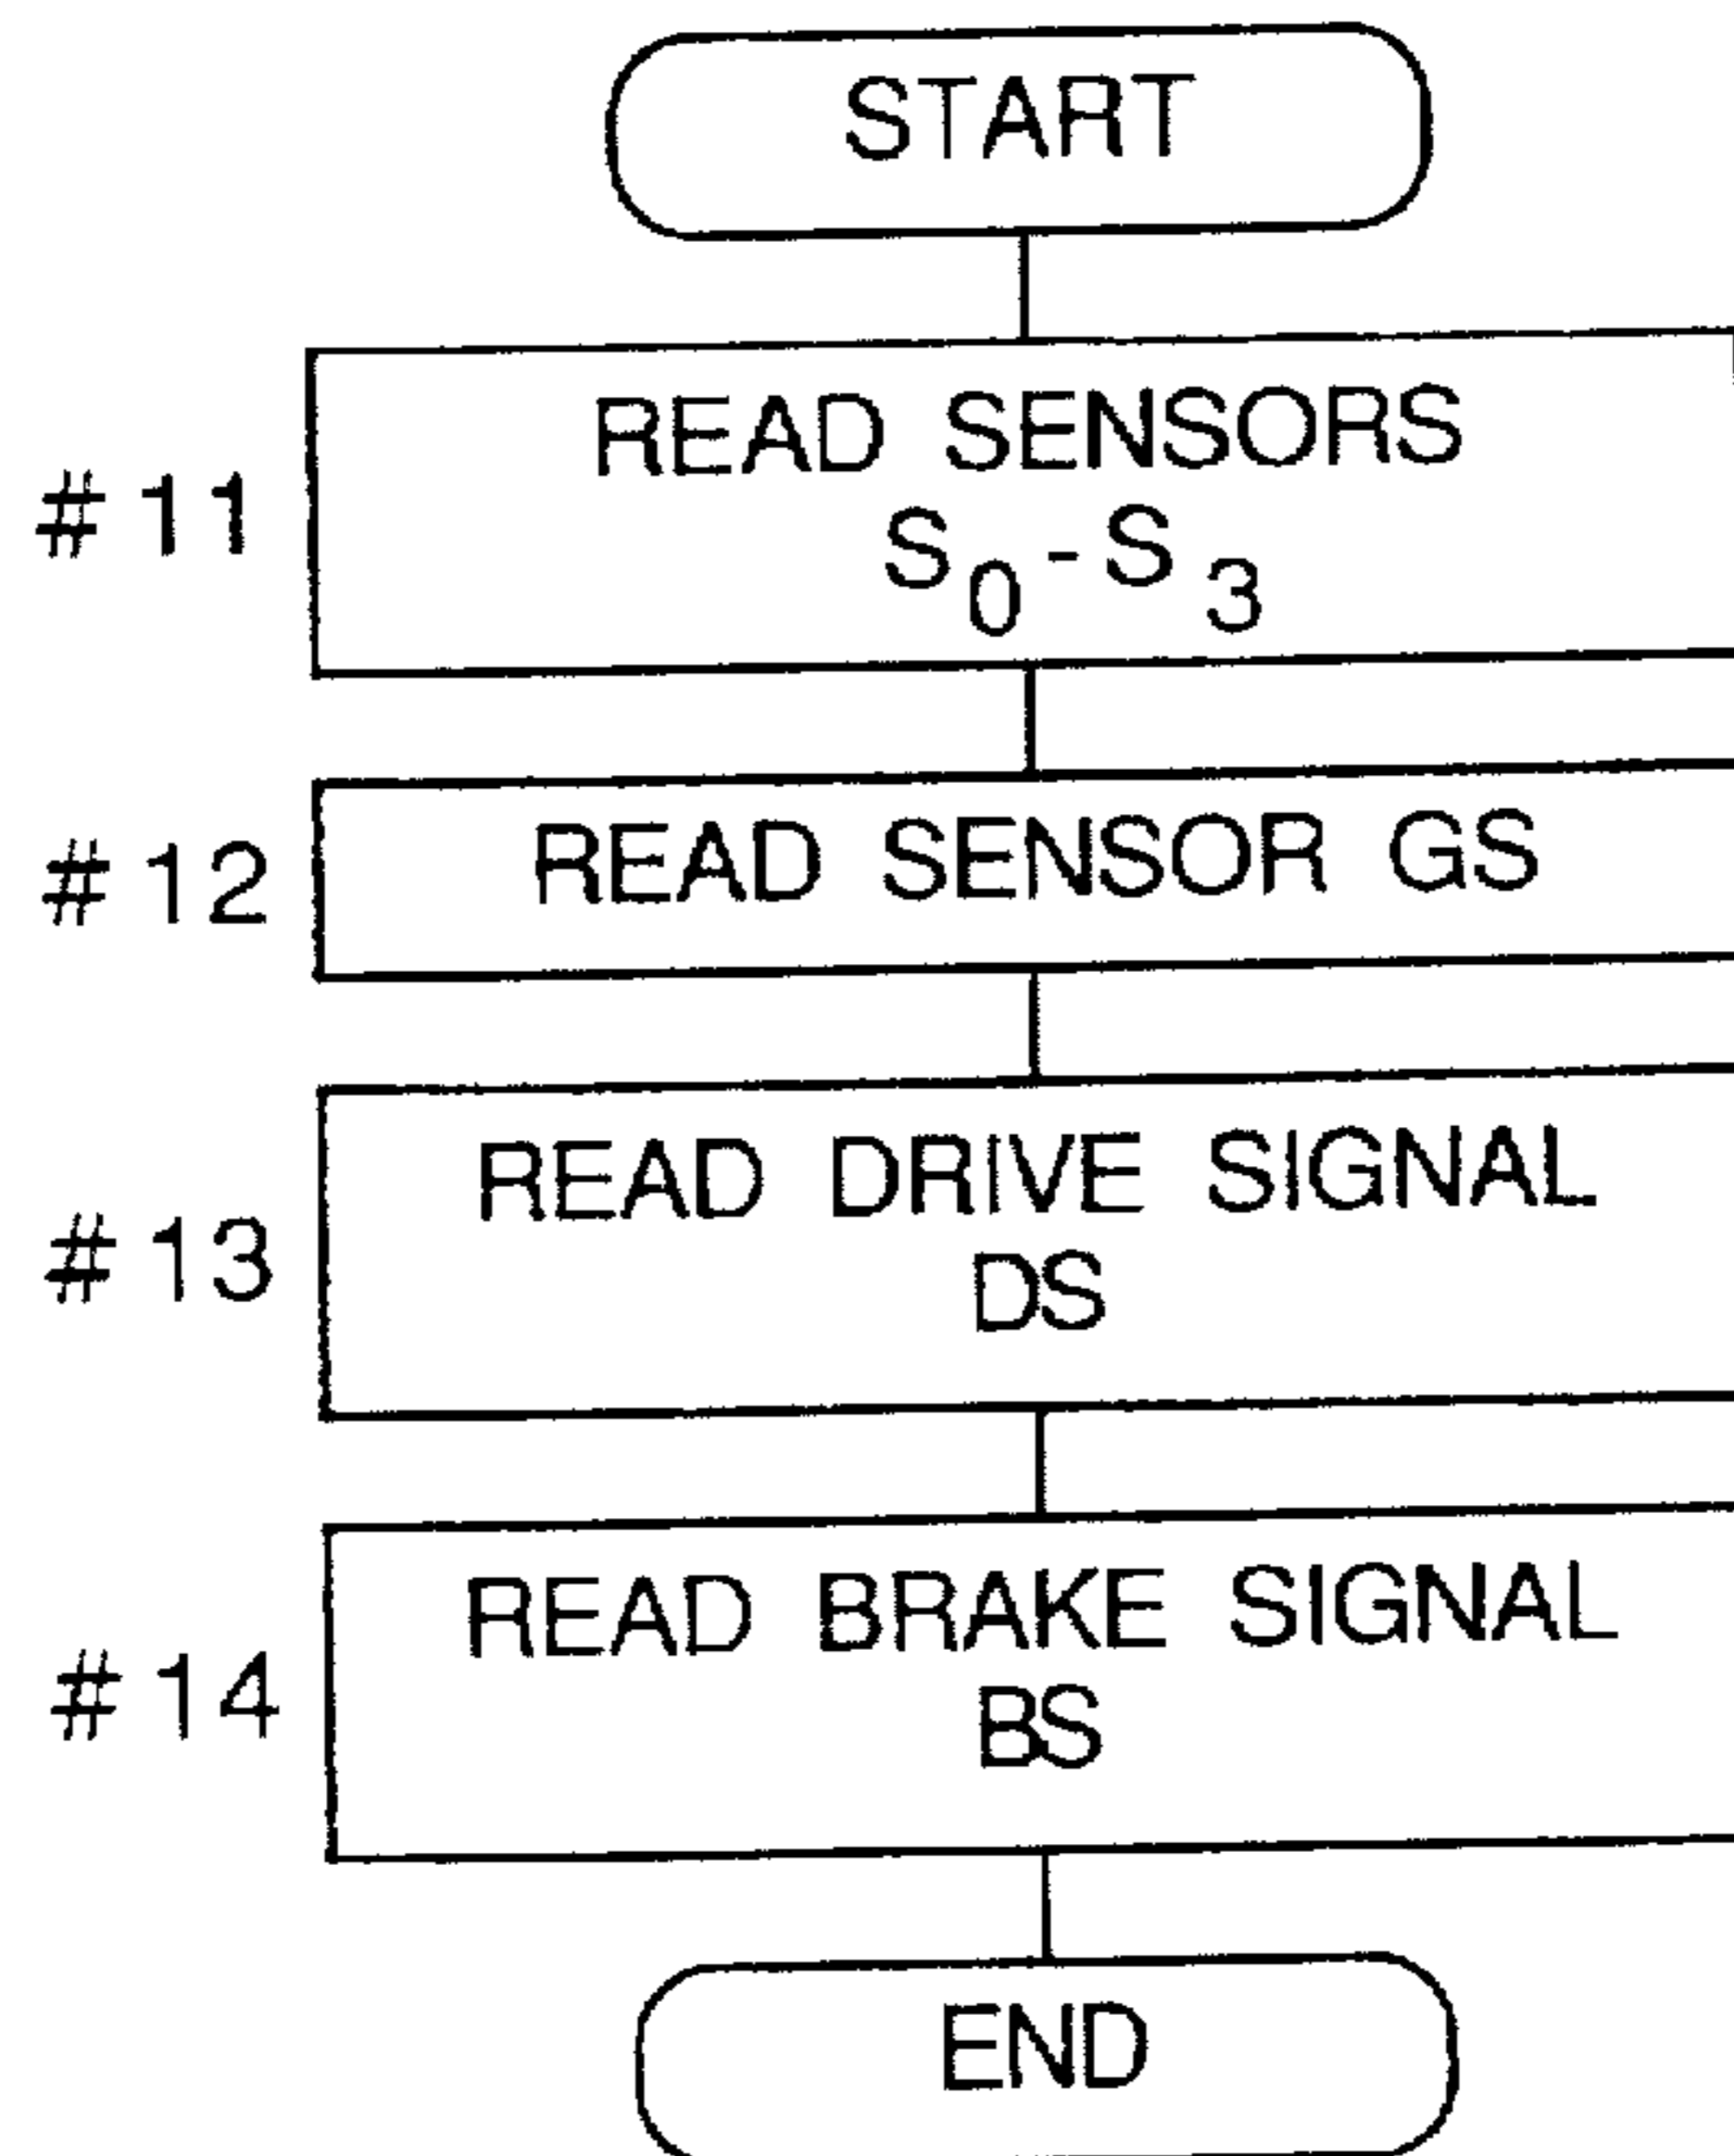 START
#11
READ SENSORS
S₀-S₃
#12
READ SENSOR GS
#13
READ DRIVE SIGNAL
DS
#14
READ BRAKE SIGNAL
BS
END